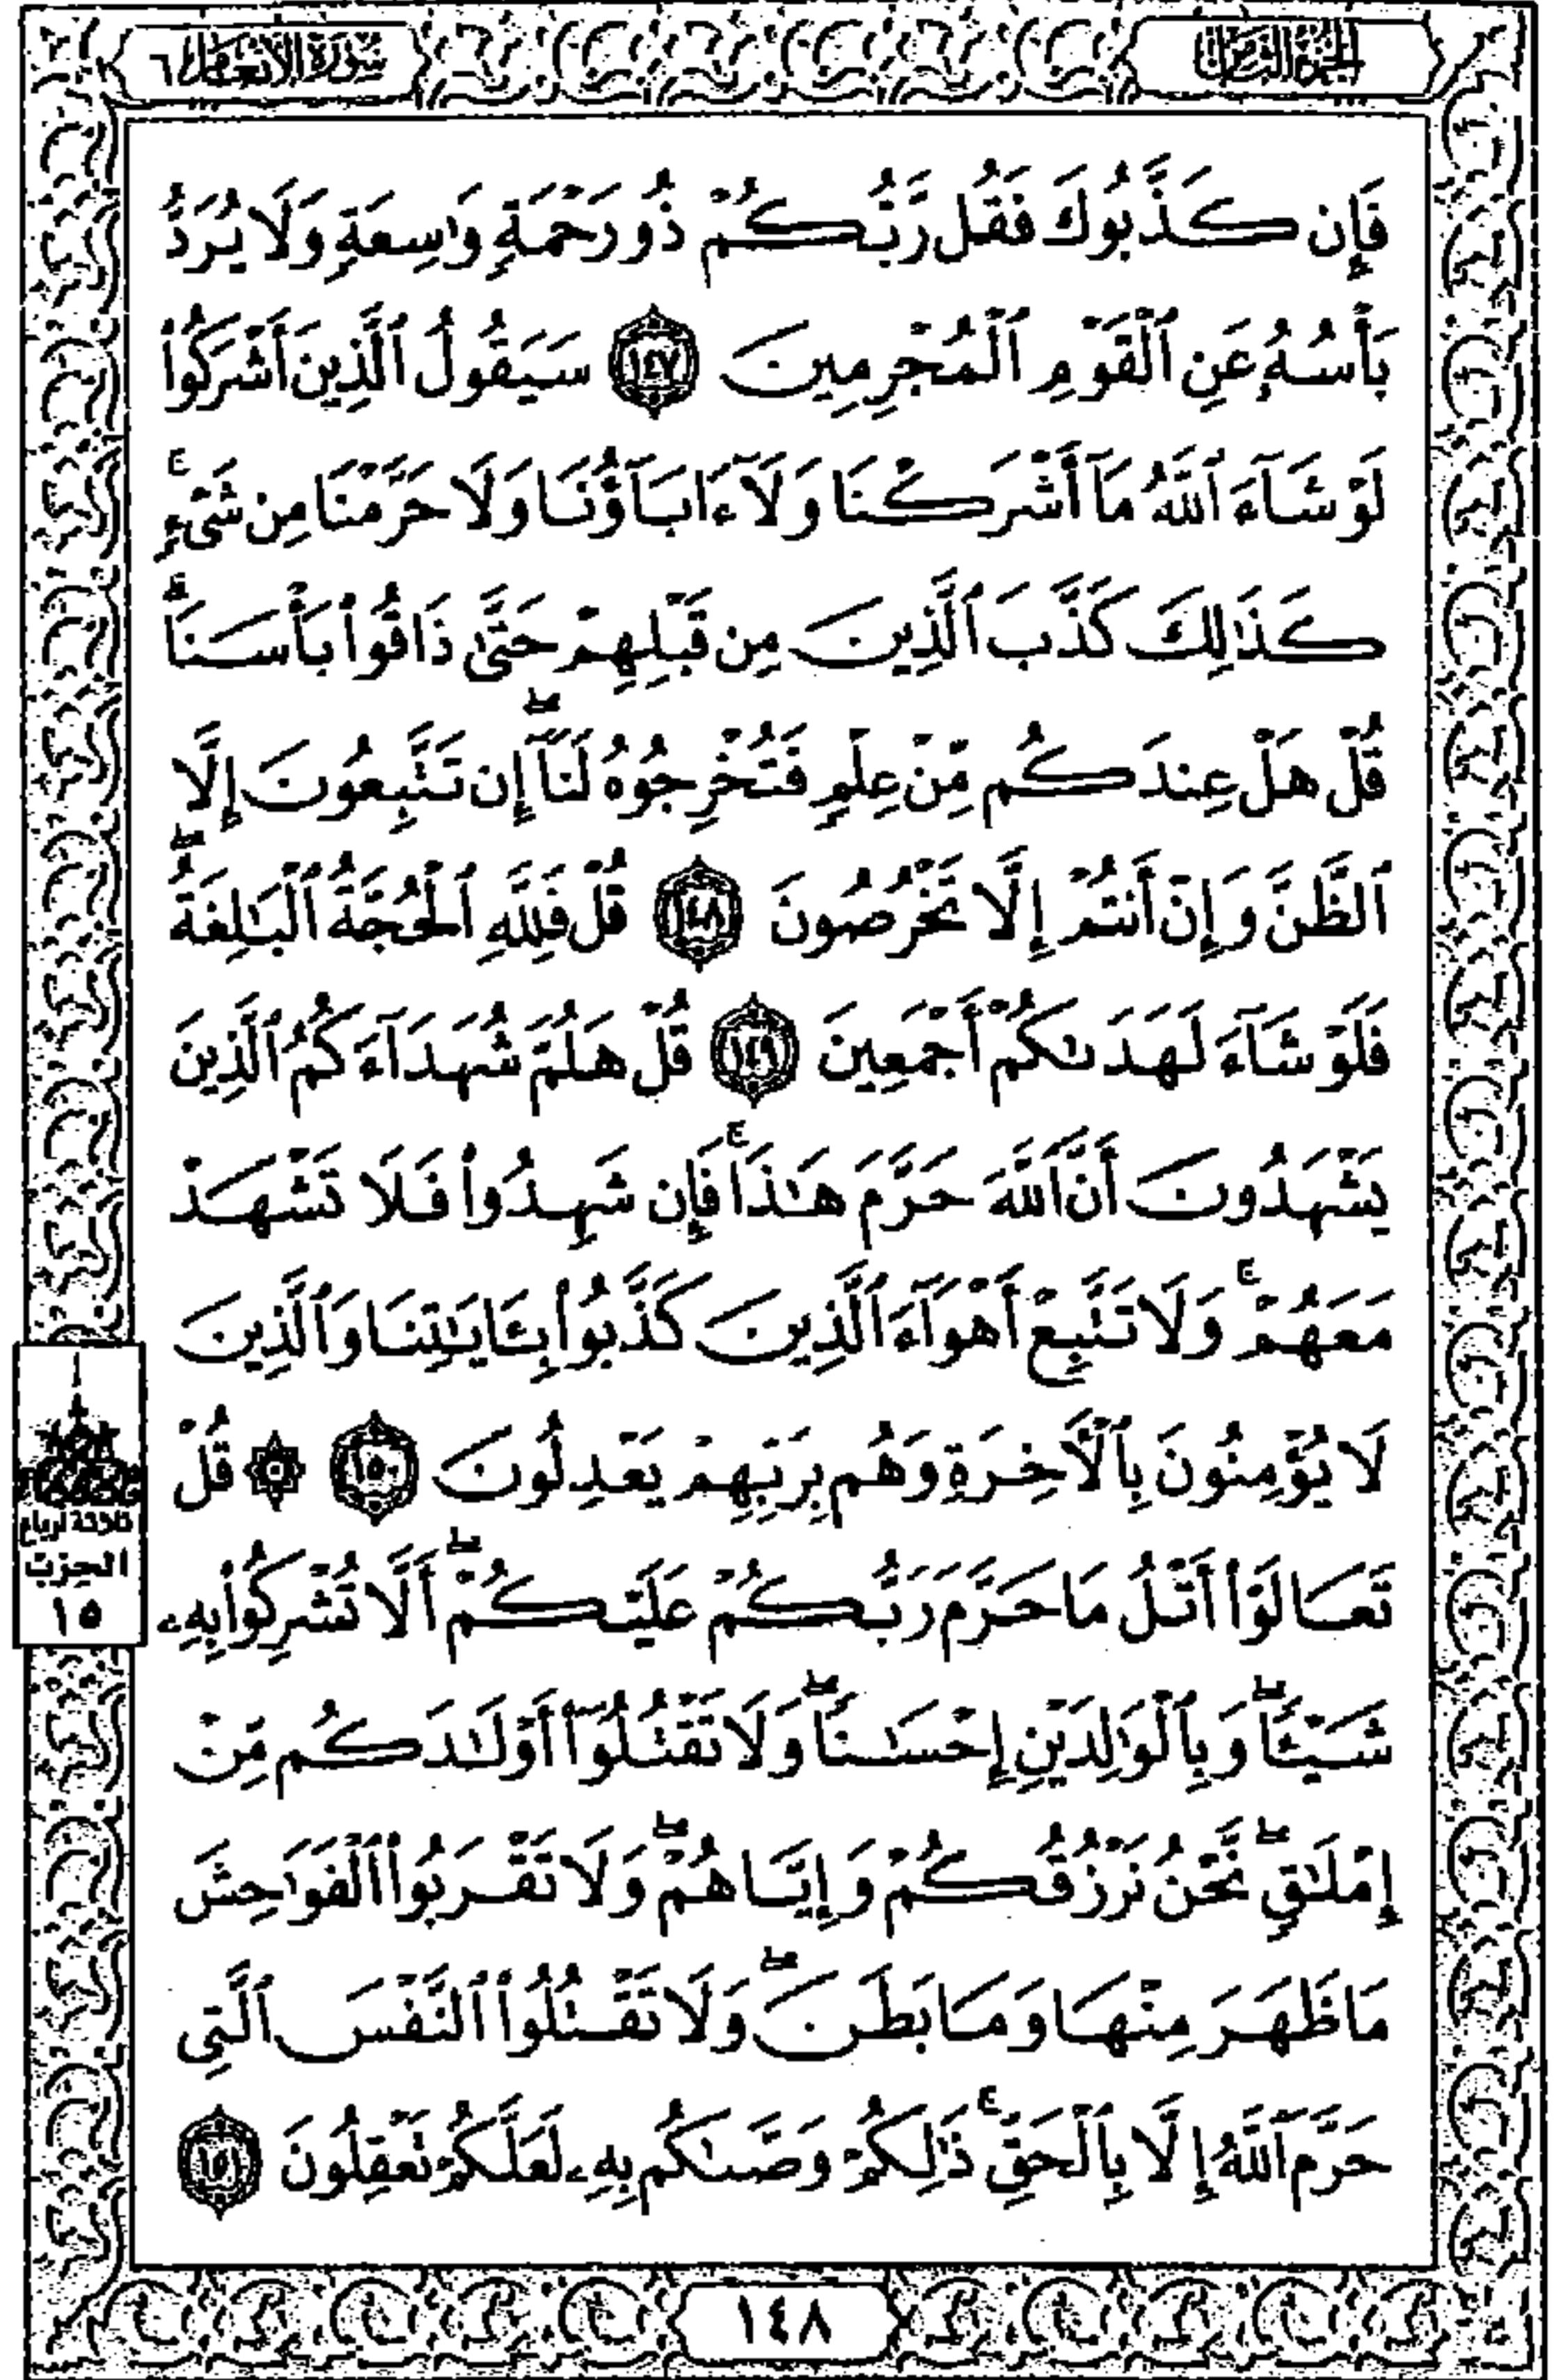 الجزء الثامن
سورة الأنعام ٦
فَإِن كَذَّبُوكَ فَقُل رَّبُّكُمْ ذُو رَحْمَةٍ وَٰسِعَةٍ وَلَا يُرَدُّ
بَأْسُهُۥ عَنِ ٱلْقَوْمِ ٱلْمُجْرِمِينَ ١٤٧ سَيَقُولُ ٱلَّذِينَ أَشْرَكُوا۟
لَوْ شَآءَ ٱللَّهُ مَآ أَشْرَكْنَا وَلَآ ءَابَآؤُنَا وَلَا حَرَّمْنَا مِن شَىْءٍ ۚ
كَذَٰلِكَ كَذَّبَ ٱلَّذِينَ مِن قَبْلِهِمْ حَتَّىٰ ذَاقُوا۟ بَأْسَنَا ۗ
قُلْ هَلْ عِندَكُم مِّنْ عِلْمٍ فَتُخْرِجُوهُ لَنَآ ۖ إِن تَتَّبِعُونَ إِلَّا
ٱلظَّنَّ وَإِنْ أَنتُمْ إِلَّا تَخْرُصُونَ ١٤٨ قُلْ فَلِلَّهِ ٱلْحُجَّةُ ٱلْبَٰلِغَةُ ۖ
فَلَوْ شَآءَ لَهَدَىٰكُمْ أَجْمَعِينَ ١٤٩ قُلْ هَلُمَّ شُهَدَآءَكُمُ ٱلَّذِينَ
يَشْهَدُونَ أَنَّ ٱللَّهَ حَرَّمَ هَٰذَا ۚ فَإِن شَهِدُوا۟ فَلَا تَشْهَدْ
مَعَهُمْ ۚ وَلَا تَتَّبِعْ أَهْوَآءَ ٱلَّذِينَ كَذَّبُوا۟ بِـَٔايَٰتِنَا وَٱلَّذِينَ
لَا يُؤْمِنُونَ بِٱلْـَٔاخِرَةِ وَهُم بِرَبِّهِمْ يَعْدِلُونَ ١٥٠ ۞ قُلْ
تَعَالَوْا۟ أَتْلُ مَا حَرَّمَ رَبُّكُمْ عَلَيْكُمْ ۖ أَلَّا تُشْرِكُوا۟ بِهِۦ
شَيْـًٔا ۖ وَبِٱلْوَٰلِدَيْنِ إِحْسَٰنًا ۖ وَلَا تَقْتُلُوٓا۟ أَوْلَٰدَكُم مِّنْ
إِمْلَٰقٍ ۖ نَّحْنُ نَرْزُقُكُمْ وَإِيَّاهُمْ ۖ وَلَا تَقْرَبُوا۟ ٱلْفَوَٰحِشَ
مَا ظَهَرَ مِنْهَا وَمَا بَطَنَ ۖ وَلَا تَقْتُلُوا۟ ٱلنَّفْسَ ٱلَّتِى
حَرَّمَ ٱللَّهُ إِلَّا بِٱلْحَقِّ ۚ ذَٰلِكُمْ وَصَّىٰكُم بِهِۦ لَعَلَّكُمْ تَعْقِلُونَ ١٥١
ثلاثة أرباع
الحزب
١٥
١٤٨